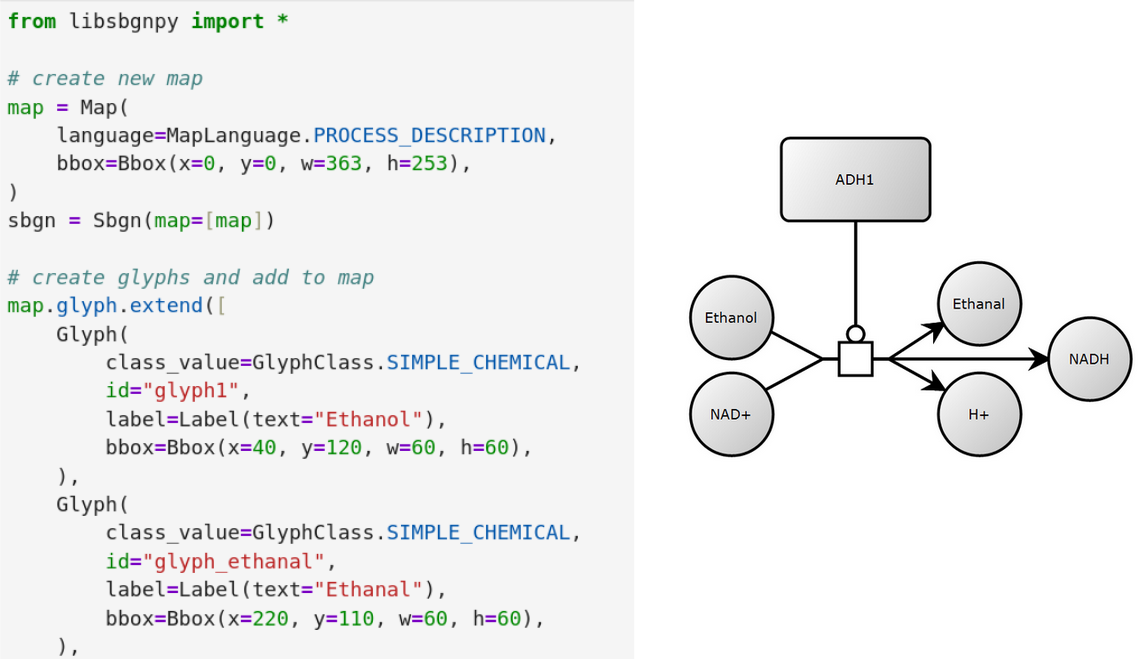 from libsbgnpy import *

# create new map
map = Map(
    language=MapLanguage.PROCESS_DESCRIPTION,
    bbox=Bbox(x=0, y=0, w=363, h=253),
)
sbgn = Sbgn(map=[map])

# create glyphs and add to map
map.glyph.extend([
    Glyph(
        class_value=GlyphClass.SIMPLE_CHEMICAL,
        id="glyph1",
        label=Label(text="Ethanol"),
        bbox=Bbox(x=40, y=120, w=60, h=60),
    ),
    Glyph(
        class_value=GlyphClass.SIMPLE_CHEMICAL,
        id="glyph_ethanal",
        label=Label(text="Ethanal"),
        bbox=Bbox(x=220, y=110, w=60, h=60),
    ),
ADH1
Ethanol
Ethanal
NADH
NAD+
H+